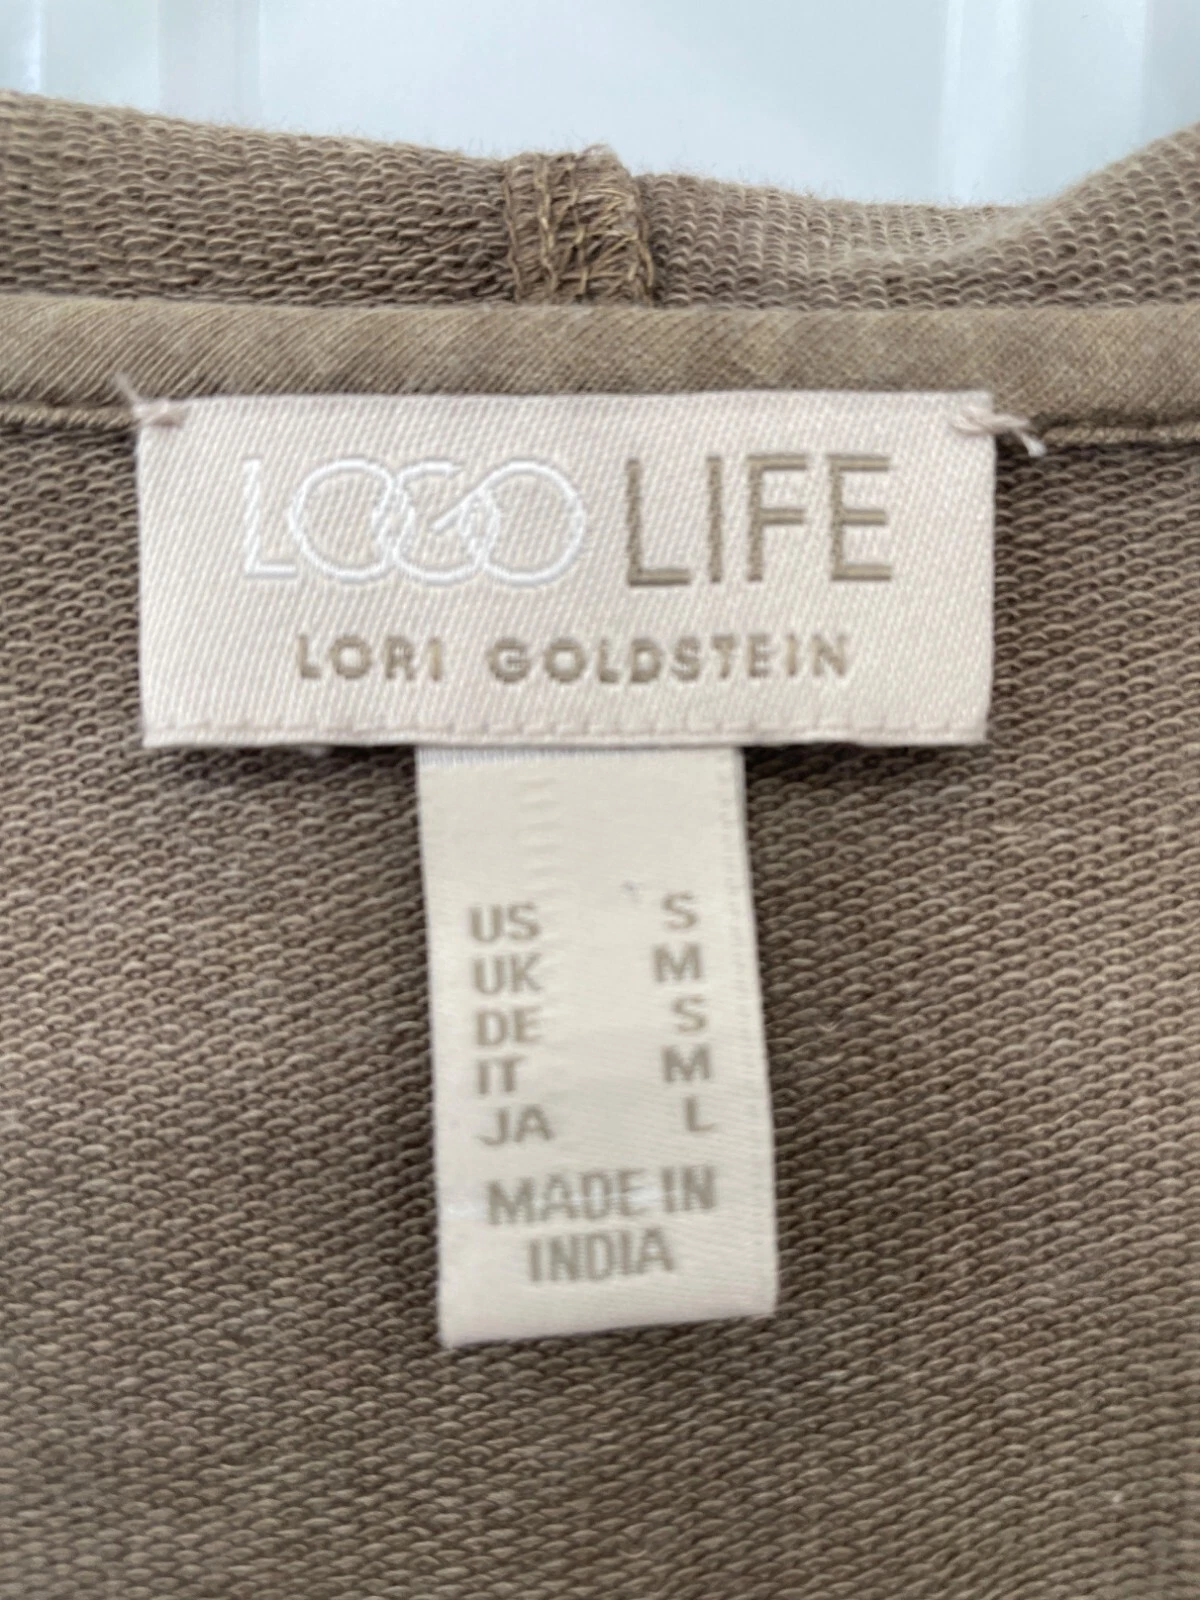 LOGO LIFE
LORI GOLDSTEIN
US S
UK M
DE S
IT M
JA L
MADE IN
INDIA